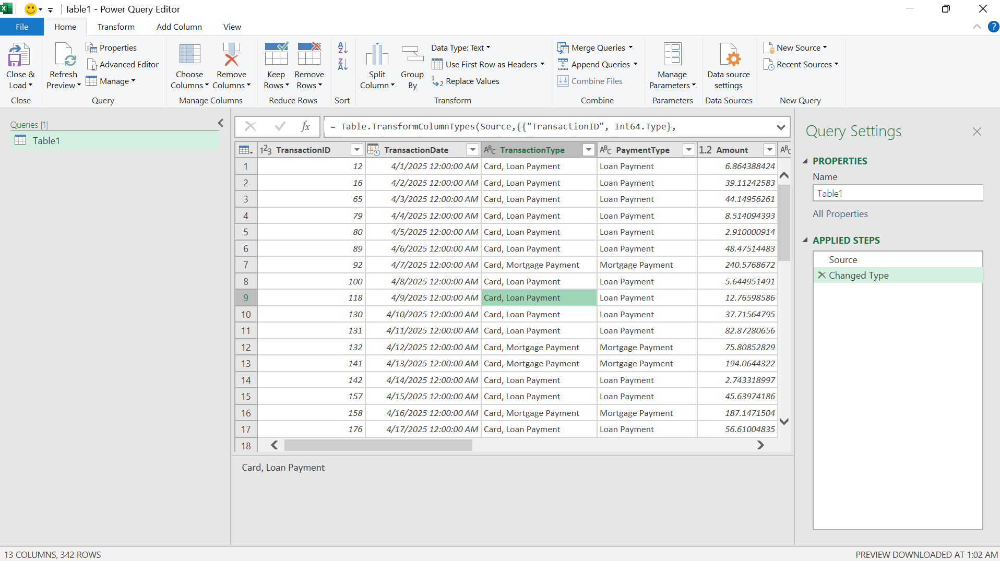 Table1 - Power Query Editor
File Home Transform Add Column View
Close & Load
Close
Refresh Preview
Properties
Advanced Editor
Manage
Query
Choose Columns
Remove Columns
Manage Columns
Keep Rows
Remove Rows
Reduce Rows
A
Z
Z
A
Sort
Split Column
Group By
Data Type: Text
Use First Row as Headers
1
2
Replace Values
Transform
Merge Queries
Append Queries
Combine Files
Combine
Manage Parameters
Parameters
Data source settings
Data Sources
New Source
Recent Sources
New Query
?
Queries [1]
Table1
fx
= Table.TransformColumnTypes(Source,{{"TransactionID", Int64.Type},
123 TransactionID TransactionDate ABC TransactionType ABC PaymentType 1.2 Amount ABC
1 12 4/1/2025 12:00:00 AM Card, Loan Payment Loan Payment 6.864388424
2 16 4/2/2025 12:00:00 AM Card, Loan Payment Loan Payment 39.11242583
3 65 4/3/2025 12:00:00 AM Card, Loan Payment Loan Payment 44.14956261
4 79 4/4/2025 12:00:00 AM Card, Loan Payment Loan Payment 8.514094393
5 80 4/5/2025 12:00:00 AM Card, Loan Payment Loan Payment 2.910000914
6 89 4/6/2025 12:00:00 AM Card, Loan Payment Loan Payment 48.47514483
7 92 4/7/2025 12:00:00 AM Card, Mortgage Payment Mortgage Payment 240.5768672
8 100 4/8/2025 12:00:00 AM Card, Loan Payment Loan Payment 5.644951491
9 118 4/9/2025 12:00:00 AM Card, Loan Payment Loan Payment 12.76598586
10 130 4/10/2025 12:00:00 AM Card, Loan Payment Loan Payment 37.71564795
11 131 4/11/2025 12:00:00 AM Card, Loan Payment Loan Payment 82.87280656
12 132 4/12/2025 12:00:00 AM Card, Mortgage Payment Mortgage Payment 75.80852829
13 141 4/13/2025 12:00:00 AM Card, Mortgage Payment Mortgage Payment 194.0644322
14 142 4/14/2025 12:00:00 AM Card, Loan Payment Loan Payment 2.743318997
15 157 4/15/2025 12:00:00 AM Card, Loan Payment Loan Payment 45.63974186
16 158 4/16/2025 12:00:00 AM Card, Mortgage Payment Mortgage Payment 187.1471504
17 176 4/17/2025 12:00:00 AM Card, Loan Payment Loan Payment 56.61004835
18
Card, Loan Payment
Query Settings
PROPERTIES
Name
Table1
All Properties
APPLIED STEPS
Source
Changed Type
13 COLUMNS, 342 ROWS
PREVIEW DOWNLOADED AT 1:02 AM